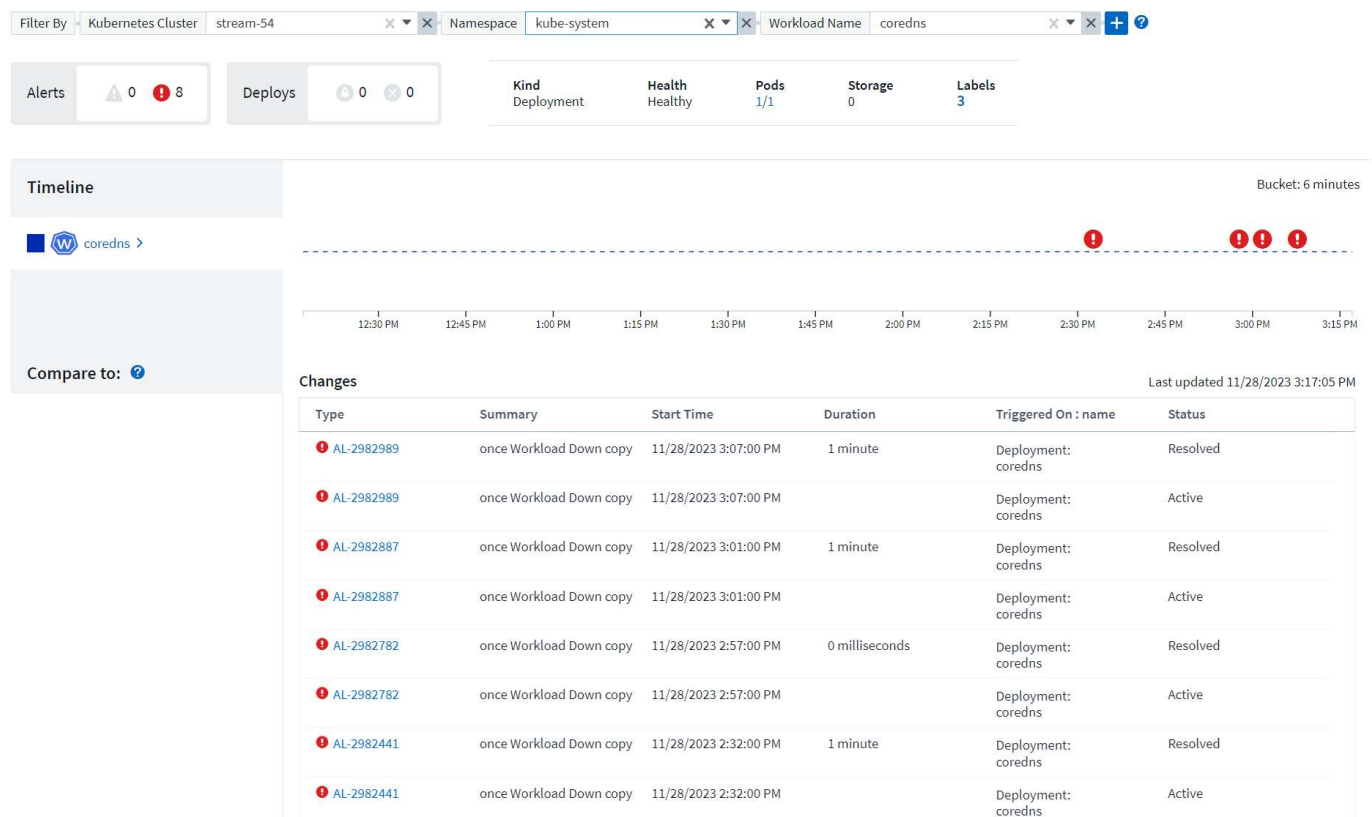 Filter By Kubernetes Cluster stream-54 Namespace kube-system Workload Name coredns
Alerts 0 8 Deploys 0 0
Kind Health Pods Storage Labels
Deployment Healthy 1/1 0 3
Timeline
Bucket: 6 minutes
W coredns >
12:30 PM 12:45 PM 1:00 PM 1:15 PM 1:30 PM 1:45 PM 2:00 PM 2:15 PM 2:30 PM 2:45 PM 3:00 PM 3:15 PM
Compare to:
Changes Last updated 11/28/2023 3:17:05 PM
Type Summary Start Time Duration Triggered On : name Status
AL-2982989 once Workload Down copy 11/28/2023 3:07:00 PM 1 minute Deployment: Resolved
coredns
AL-2982989 once Workload Down copy 11/28/2023 3:07:00 PM Deployment: Active
coredns
AL-2982887 once Workload Down copy 11/28/2023 3:01:00 PM 1 minute Deployment: Resolved
coredns
AL-2982887 once Workload Down copy 11/28/2023 3:01:00 PM Deployment: Active
coredns
AL-2982782 once Workload Down copy 11/28/2023 2:57:00 PM 0 milliseconds Deployment: Resolved
coredns
AL-2982782 once Workload Down copy 11/28/2023 2:57:00 PM Deployment: Active
coredns
AL-2982441 once Workload Down copy 11/28/2023 2:32:00 PM 1 minute Deployment: Resolved
coredns
AL-2982441 once Workload Down copy 11/28/2023 2:32:00 PM Deployment: Active
coredns